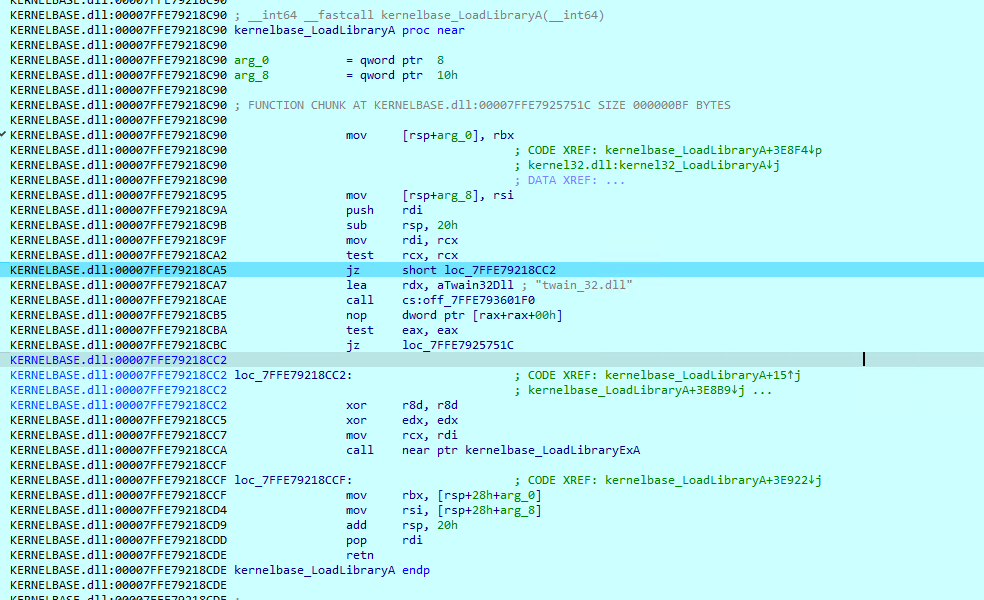 KERNELBASE.dll:00007FFE79218C90
KERNELBASE.dll:00007FFE79218C90 ; __int64 __fastcall kernelbase_LoadLibraryA(__int64)
KERNELBASE.dll:00007FFE79218C90 kernelbase_LoadLibraryA proc near
KERNELBASE.dll:00007FFE79218C90
KERNELBASE.dll:00007FFE79218C90 arg_0 = qword ptr 8
KERNELBASE.dll:00007FFE79218C90 arg_8 = qword ptr 10h
KERNELBASE.dll:00007FFE79218C90
KERNELBASE.dll:00007FFE79218C90 ; FUNCTION CHUNK AT KERNELBASE.dll:00007FFE7925751C SIZE 000000BF BYTES
KERNELBASE.dll:00007FFE79218C90
KERNELBASE.dll:00007FFE79218C90 mov [rsp+arg_0], rbx
KERNELBASE.dll:00007FFE79218C90 ; CODE XREF: kernelbase_LoadLibraryA+3E8F4↓p
KERNELBASE.dll:00007FFE79218C90 ; kernel32.dll:kernel32_LoadLibraryA↓j
KERNELBASE.dll:00007FFE79218C90 ; DATA XREF: ...
KERNELBASE.dll:00007FFE79218C95 mov [rsp+arg_8], rsi
KERNELBASE.dll:00007FFE79218C9A push rdi
KERNELBASE.dll:00007FFE79218C9B sub rsp, 20h
KERNELBASE.dll:00007FFE79218C9F mov rdi, rcx
KERNELBASE.dll:00007FFE79218CA2 test rcx, rcx
KERNELBASE.dll:00007FFE79218CA5 jz short loc_7FFE79218CC2
KERNELBASE.dll:00007FFE79218CA7 lea rdx, aTwain32Dll ; "twain_32.dll"
KERNELBASE.dll:00007FFE79218CAE call cs:off_7FFE793601F0
KERNELBASE.dll:00007FFE79218CB5 nop dword ptr [rax+rax+00h]
KERNELBASE.dll:00007FFE79218CBA test eax, eax
KERNELBASE.dll:00007FFE79218CBC jz loc_7FFE7925751C
KERNELBASE.dll:00007FFE79218CC2
KERNELBASE.dll:00007FFE79218CC2 loc_7FFE79218CC2: ; CODE XREF: kernelbase_LoadLibraryA+15↑j
KERNELBASE.dll:00007FFE79218CC2 ; kernelbase_LoadLibraryA+3E8B9↓j ...
KERNELBASE.dll:00007FFE79218CC2 xor r8d, r8d
KERNELBASE.dll:00007FFE79218CC5 xor edx, edx
KERNELBASE.dll:00007FFE79218CC7 mov rcx, rdi
KERNELBASE.dll:00007FFE79218CCA call near ptr kernelbase_LoadLibraryExA
KERNELBASE.dll:00007FFE79218CCF
KERNELBASE.dll:00007FFE79218CCF loc_7FFE79218CCF: ; CODE XREF: kernelbase_LoadLibraryA+3E922↓j
KERNELBASE.dll:00007FFE79218CCF mov rbx, [rsp+28h+arg_0]
KERNELBASE.dll:00007FFE79218CD4 mov rsi, [rsp+28h+arg_8]
KERNELBASE.dll:00007FFE79218CD9 add rsp, 20h
KERNELBASE.dll:00007FFE79218CDD pop rdi
KERNELBASE.dll:00007FFE79218CDE retn
KERNELBASE.dll:00007FFE79218CDE kernelbase_LoadLibraryA endp
KERNELBASE.dll:00007FFE79218CDE
KERNELBASE.dll:00007FFE79218CDE ;